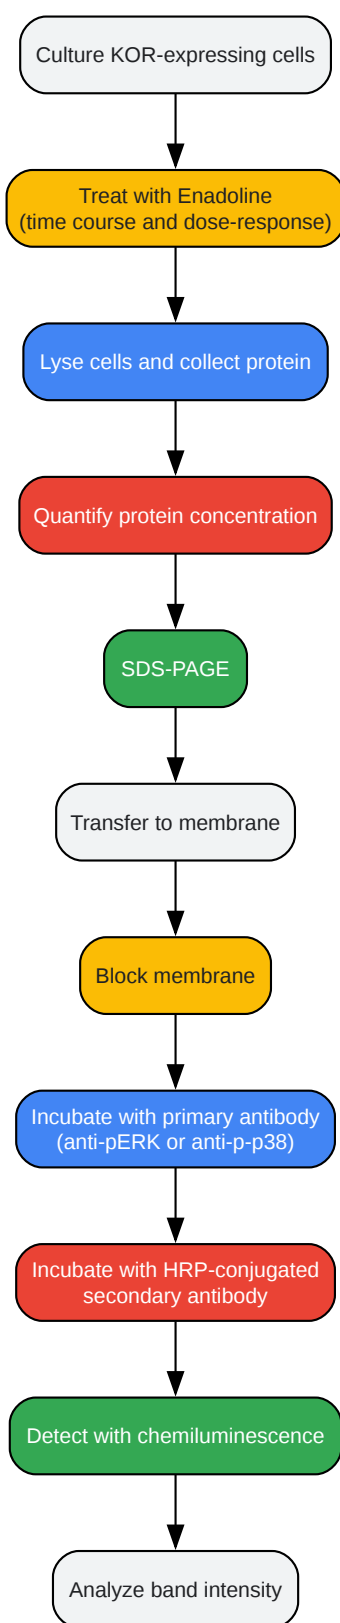 Culture KOR-expressing cells
Treat with Enadoline
(time course and dose-response)
Lyse cells and collect protein
Quantify protein concentration
SDS-PAGE
Transfer to membrane
Block membrane
Incubate with primary antibody
(anti-pERK or anti-p-p38)
Incubate with HRP-conjugated
secondary antibody
Detect with chemiluminescence
Analyze band intensity